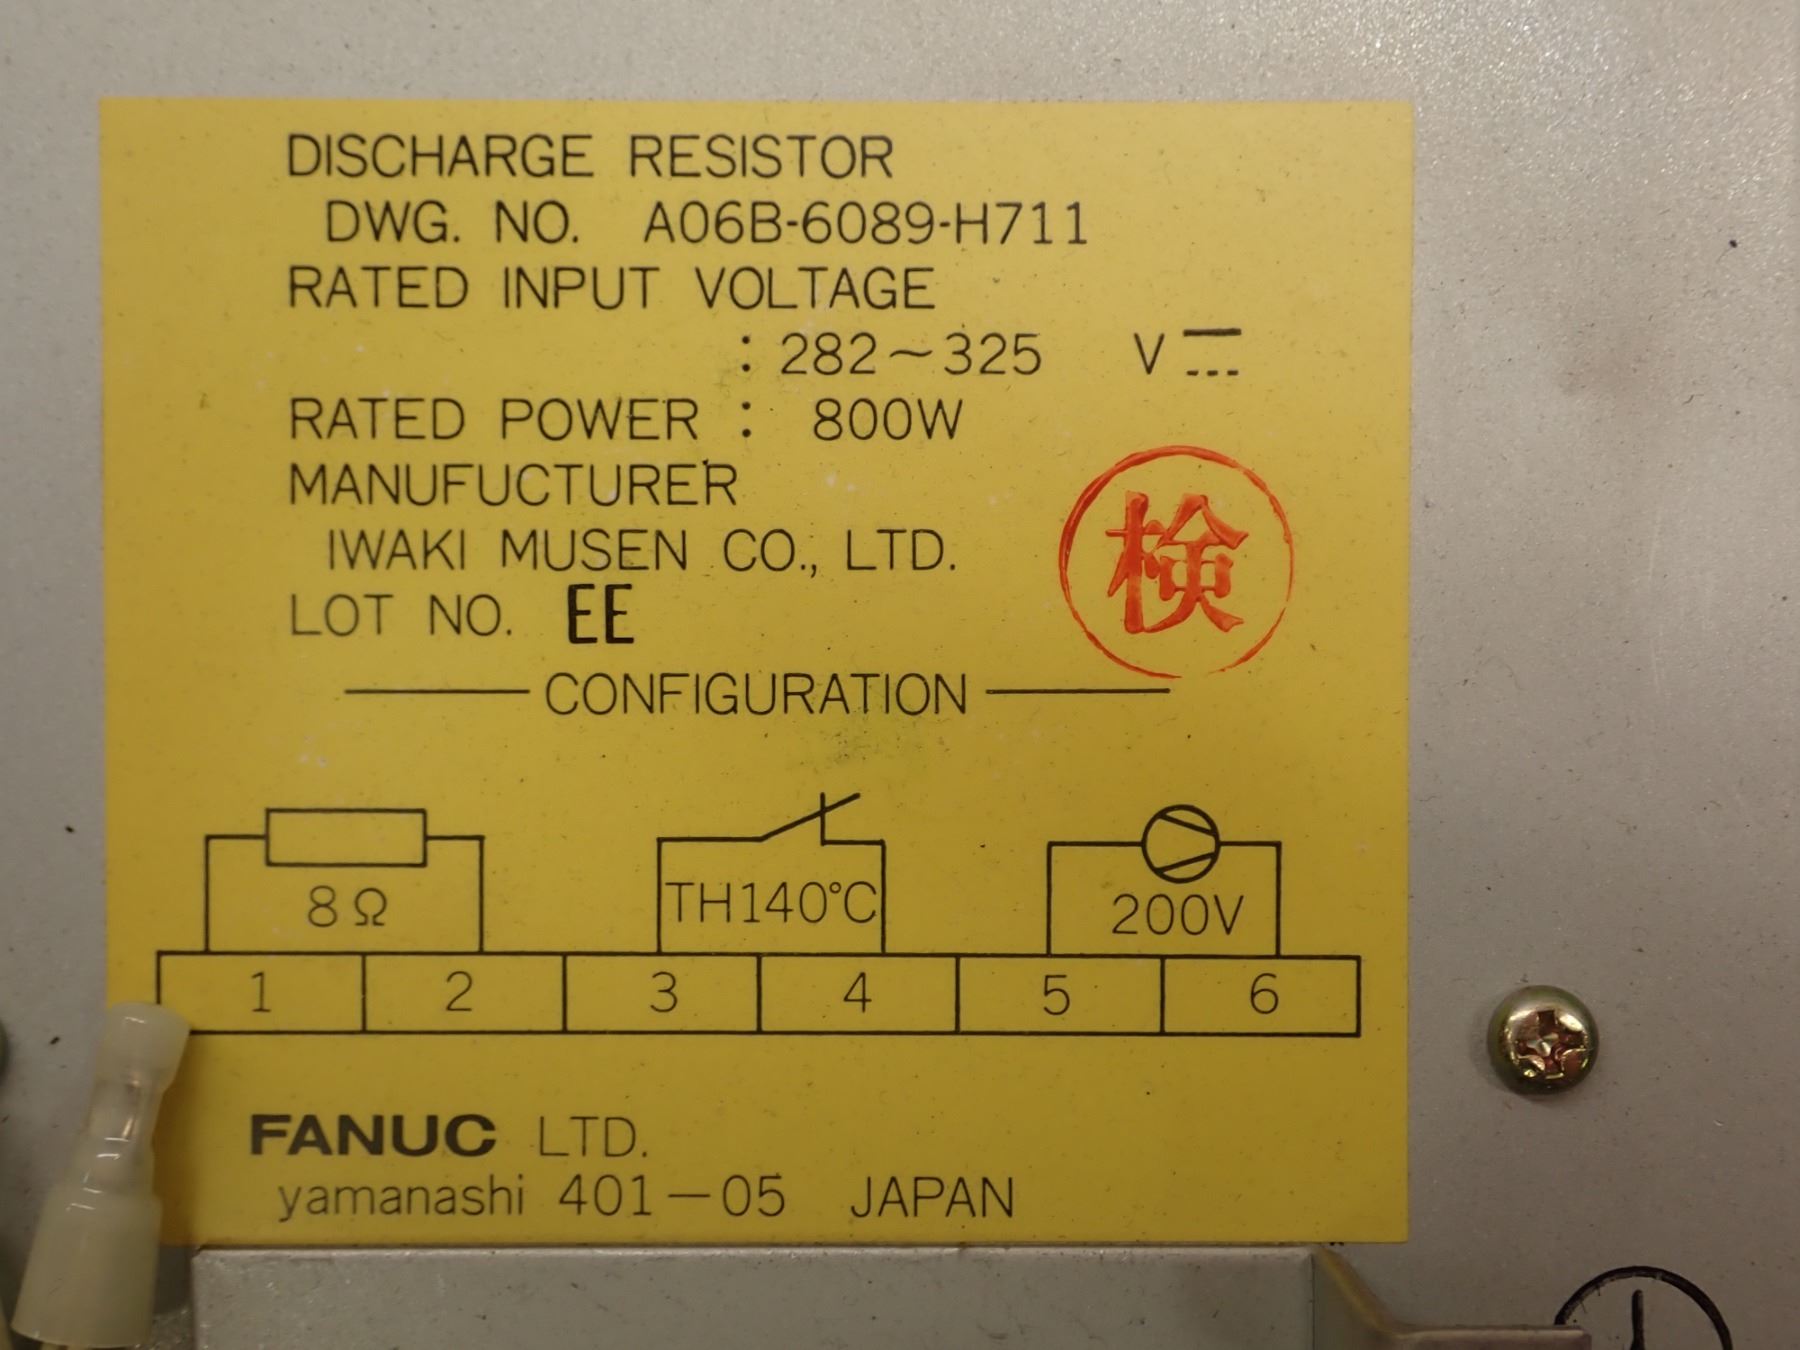 DISCHARGE RESISTOR
DWG. NO. A06B-6089-H711
RATED INPUT VOLTAGE
: 282~325 V
RATED POWER : 800W
MANUFUCTURER
IWAKI MUSEN CO., LTD.
検
LOT NO. EE
CONFIGURATION
8Ω TH140°C 200V
1 2 3 4 5 6
FANUC LTD.
yamanashi 401-05 JAPAN